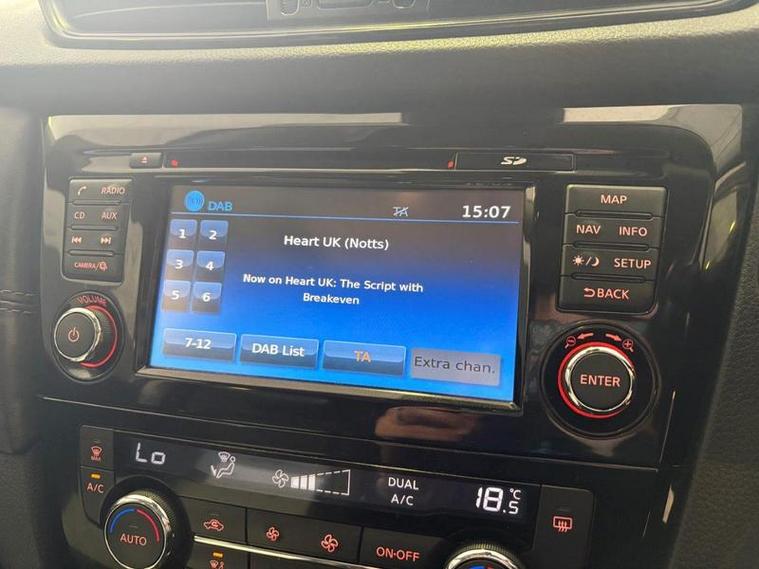 SD
RADIO
CD AUX
CAMERA/
VOLUME
DAB
TA
15:07
1 2
3 4
5 6
Heart UK (Notts)
Now on Heart UK: The Script with
Breakeven
7-12
DAB List
TA
Extra chan.
MAP
NAV INFO
SETUP
BACK
ENTER
MAX
A/C
Lo
DUAL
A/C
18.5 °C
AUTO
ON·OFF